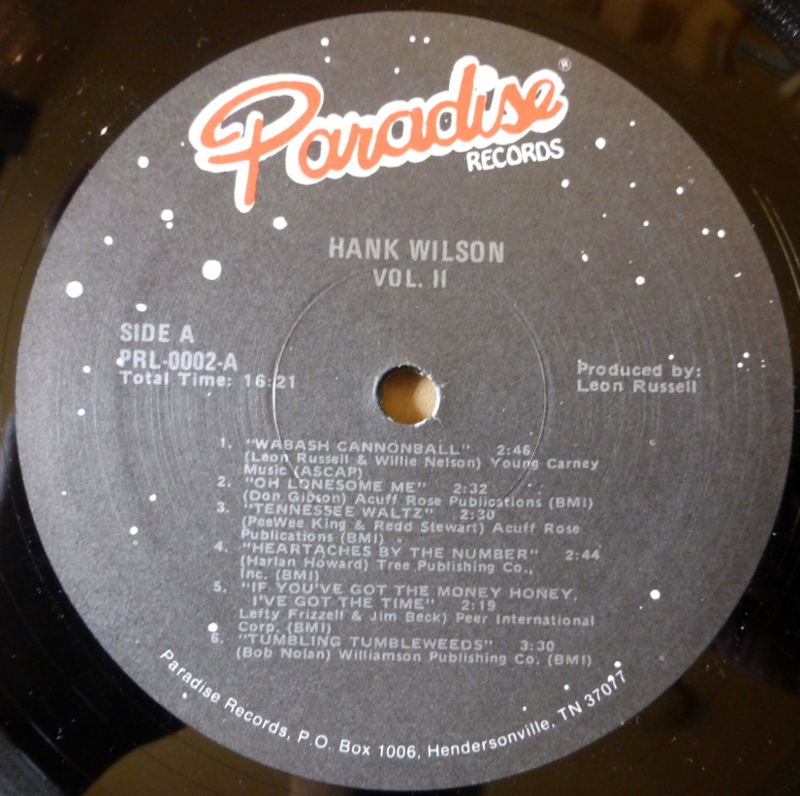 Paradise ®
RECORDS
HANK WILSON
VOL. II
SIDE A
PRL-0002-A
Total Time: 16:21
Produced by:
Leon Russell
1. "WABASH CANNONBALL" 2:46
(Leon Russell & Willie Nelson) Young Carney
Music (ASCAP)
2. "OH LONESOME ME" 2:32
(Don Gibson) Acuff Rose Publications (BMI)
3. "TENNESSEE WALTZ" 2:30
(PeeWee King & Redd Stewart) Acuff Rose
Publications (BMI)
4. "HEARTACHES BY THE NUMBER" 2:44
(Harlan Howard) Tree Publishing Co.,
Inc. (BMI)
5. "IF YOU'VE GOT THE MONEY HONEY,
I'VE GOT THE TIME" 2:19
Lefty Frizzell & Jim Beck) Peer International
Corp. (BMI)
6. "TUMBLING TUMBLEWEEDS" 3:30
(Bob Nolan) Williamson Publishing Co. (BMI)
Paradise Records, P.O. Box 1006, Hendersonville, TN 37077